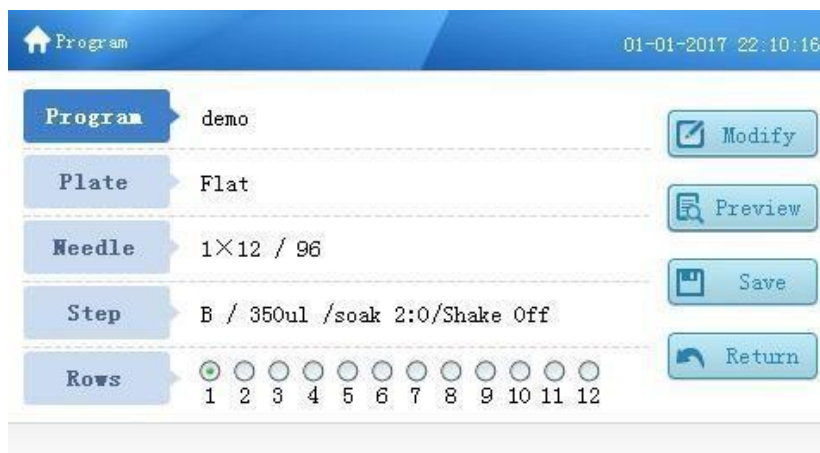 Program
01-01-2017 22:10:16
Program demo
Modify
Plate Flat
Preview
Needle 1×12 / 96
Step B / 350ul /soak 2:0/Shake Off
Save
Rows
1 2 3 4 5 6 7 8 9 10 11 12
Return